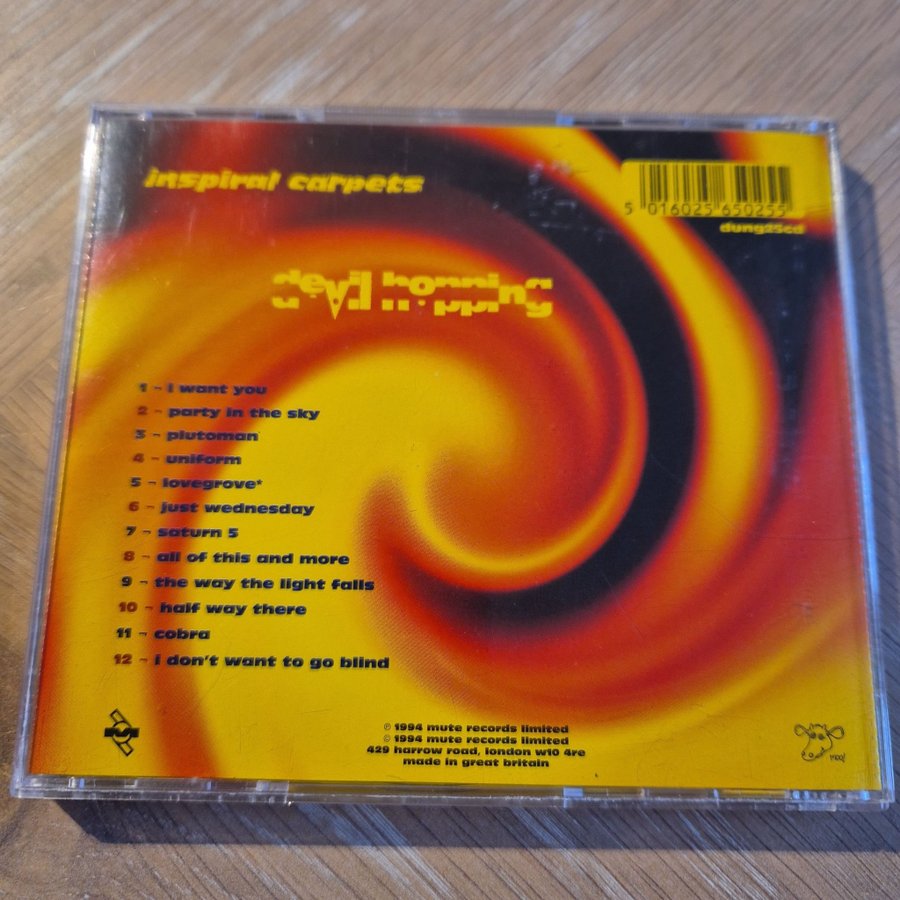 inspiral carpets
5 016025 650255
dung25cd
devil hopping
1 - i want you
2 - party in the sky
3 - plutoman
4 - uniform
5 - lovegrove*
6 - just wednesday
7 - saturn 5
8 - all of this and more
9 - the way the light falls
10 - half way there
11 - cobra
12 - i don't want to go blind
℗ 1994 mute records limited
© 1994 mute records limited
429 harrow road, london w10 4re
made in great britain
moo!